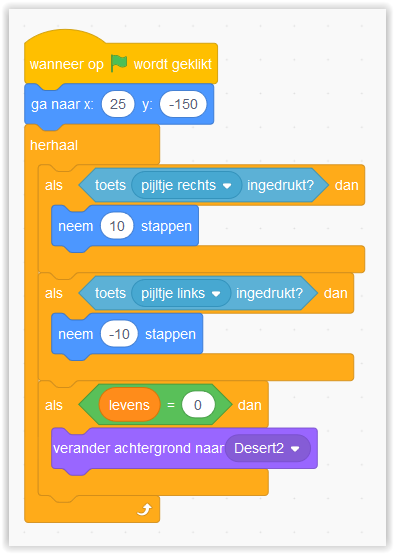 wanneer op wordt geklikt
ga naar x: 25 y: -150
herhaal
als toets pijltje rechts ingedrukt? dan
neem 10 stappen
als toets pijltje links ingedrukt? dan
neem -10 stappen
als levens = 0 dan
verander achtergrond naar Desert2